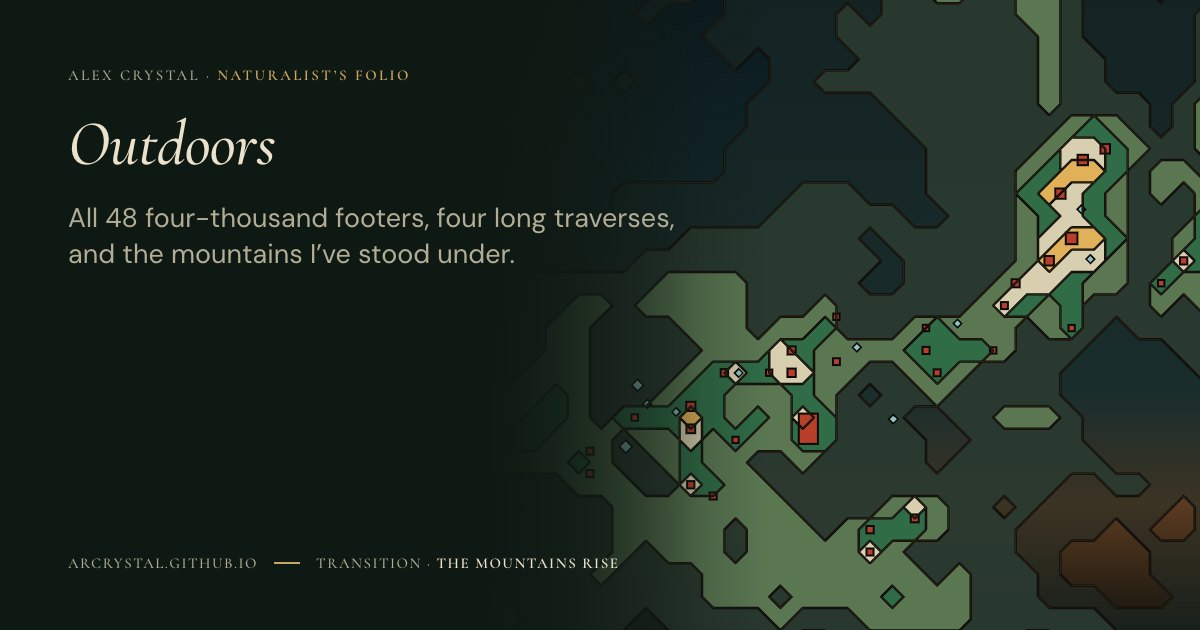 ALEX CRYSTAL · NATURALIST’S FOLIO
Outdoors
All 48 four-thousand footers, four long traverses,
and the mountains I’ve stood under.
ARCRYSTAL.GITHUB.IO — TRANSITION · THE MOUNTAINS RISE